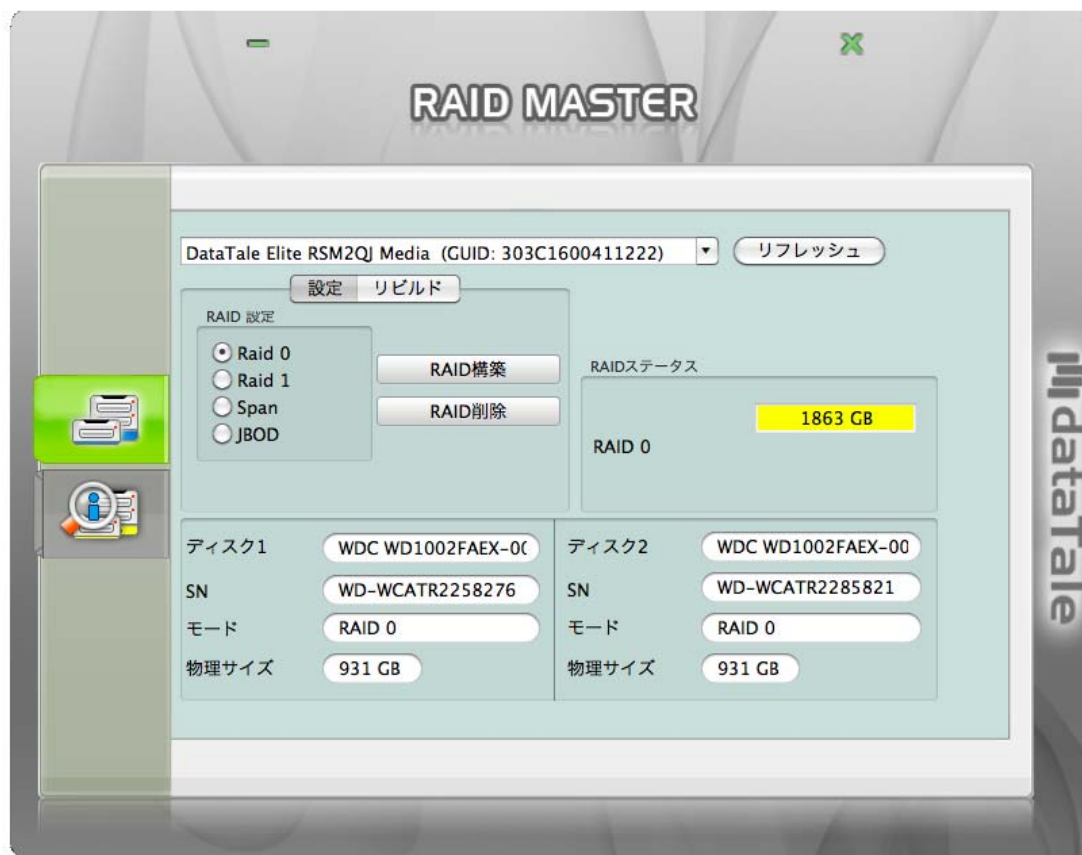 RAID MASTER
DataTale Elite RSM2QJ Media (GUID: 303C1600411222)
リフレッシュ
設定
リビルド
RAID 設定
Raid 0
Raid 1
Span
JBOD
RAID構築
RAID削除
RAIDステータス
1863 GB
RAID 0
ディスク1
WDC WD1002FAEX-00
SN
WD-WCATR2258276
モード
RAID 0
物理サイズ
931 GB
ディスク2
WDC WD1002FAEX-00
SN
WD-WCATR2285821
モード
RAID 0
物理サイズ
931 GB
dataTale